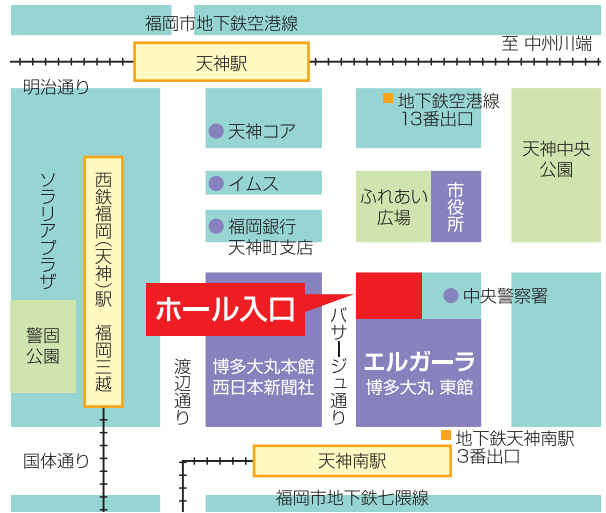 福岡市地下鉄空港線
至 中州川端
天神駅
明治通り
地下鉄空港線
13番出口
天神コア
天神中央
公園
イムス
ソラリアプラザ
西鉄福岡(天神)駅 福岡三越
ふれあい
広場
市役所
福岡銀行
天神町支店
ホール入口
中央警察署
バサージュ通り
警固
公園
渡辺通り
博多大丸本館
西日本新聞社
エルガーラ
博多大丸 東館
地下鉄天神南駅
3番出口
国体通り
天神南駅
福岡市地下鉄七隈線